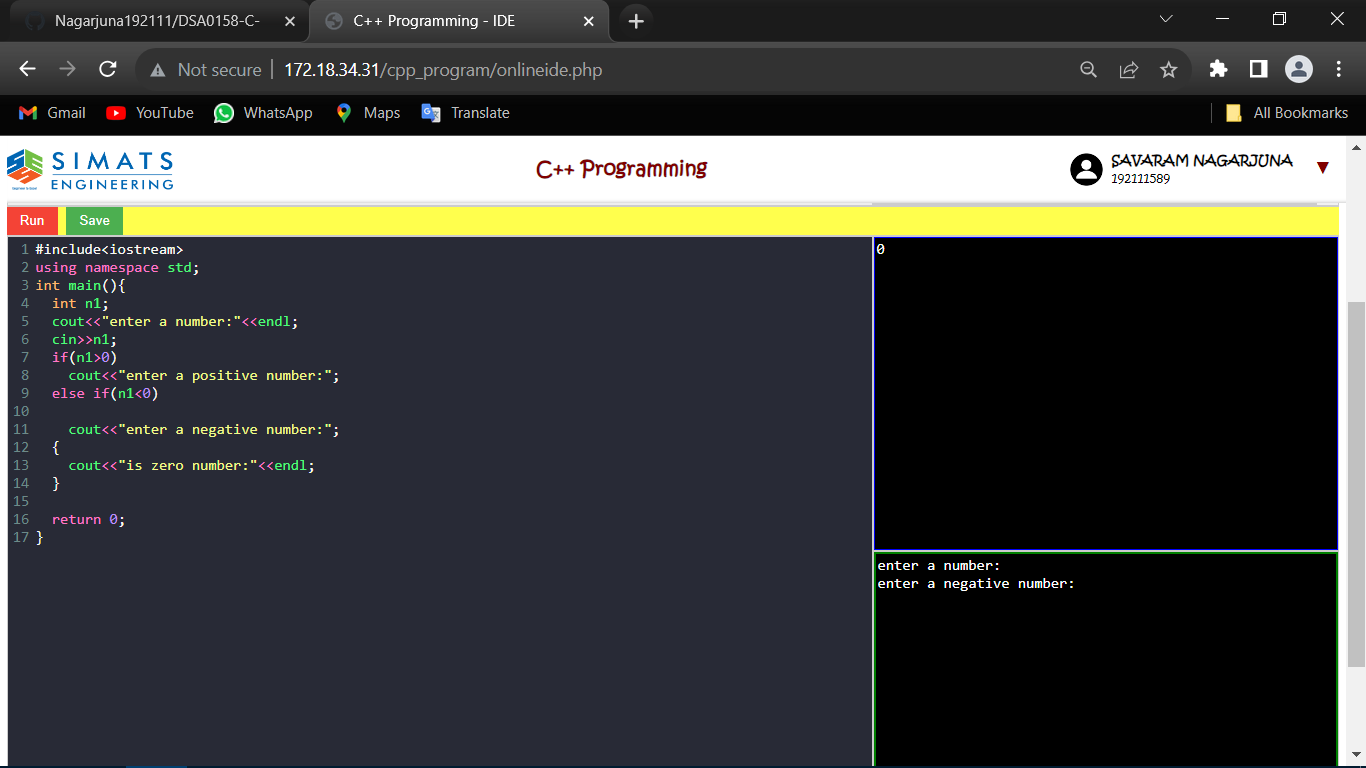 Nagarjuna192111/DSA0158-C-
C++ Programming - IDE
Not secure
172.18.34.31/cpp_program/onlineide.php
Gmail
YouTube
WhatsApp
Maps
Translate
All Bookmarks
SIMATS
ENGINEERING
C++ Programming
SAVARAM NAGARJUNA
192111589
Run
Save
1 #include<iostream>
2 using namespace std;
3 int main(){
4 int n1;
5 cout<<"enter a number:"<<endl;
6 cin>>n1;
7 if(n1>0)
8 cout<<"enter a positive number:";
9 else if(n1<0)
10
11 cout<<"enter a negative number:";
12 {
13 cout<<"is zero number:"<<endl;
14 }
15
16 return 0;
17 }
0
enter a number:
enter a negative number: